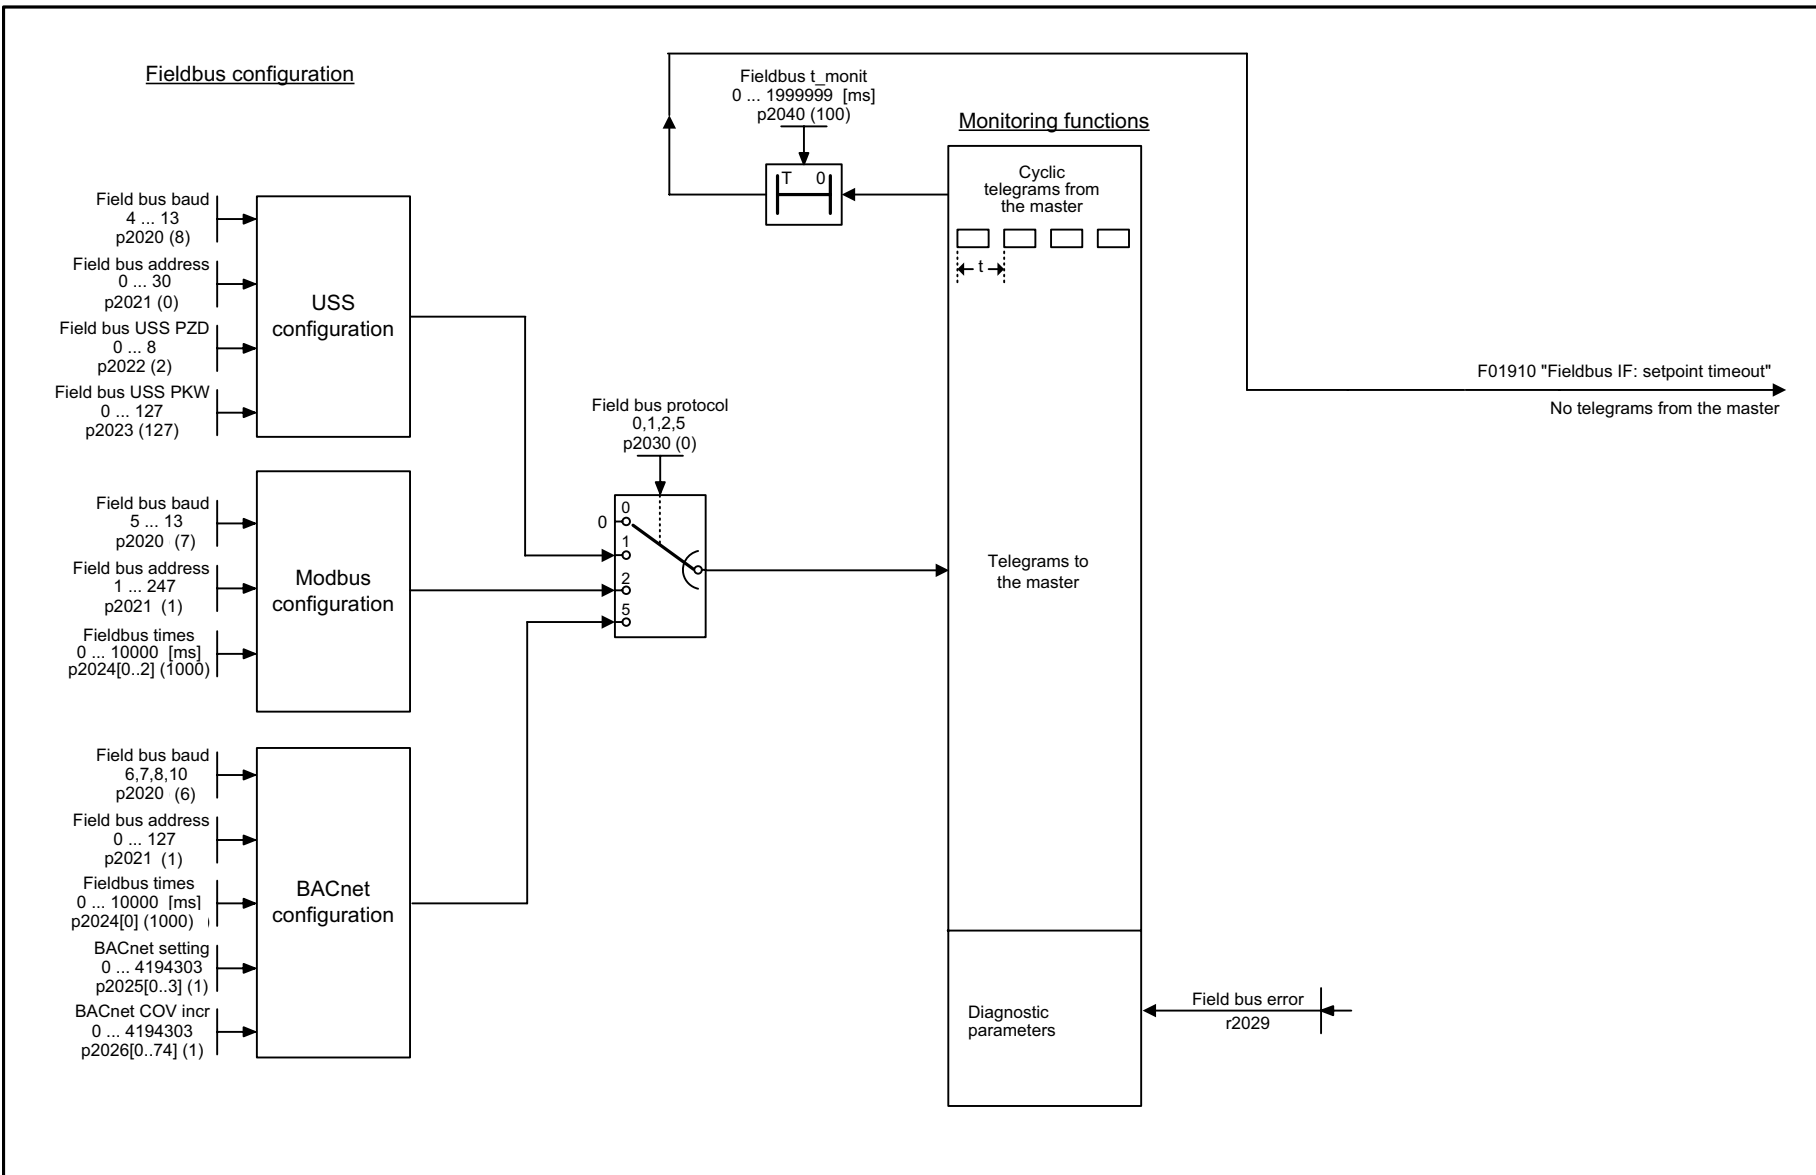 Fieldbus configuration
Field bus baud
4 ... 13
p2020 (8)
Field bus address
0 ... 30
p2021 (0)
Field bus USS PZD
0 ... 8
p2022 (2)
Field bus USS PKW
0 ... 127
p2023 (127)
USS
configuration
Field bus baud
5 ... 13
p2020 (7)
Field bus address
1 ... 247
p2021 (1)
Fieldbus times
0 ... 10000 [ms]
p2024[0..2] (1000)
Modbus
configuration
Field bus baud
6,7,8,10
p2020 (6)
Field bus address
0 ... 127
p2021 (1)
Fieldbus times
0 ... 10000 [ms]
p2024[0] (1000)
BACnet setting
0 ... 4194303
p2025[0..3] (1)
BACnet COV incr
0 ... 4194303
p2026[0..74] (1)
BACnet
configuration
Field bus protocol
0,1,2,5
p2030 (0)
0
0
1
2
5
Fieldbus t_monit
0 ... 1999999 [ms]
p2040 (100)
T 0
Monitoring functions
Cyclic
telegrams from
the master
t
Telegrams to
the master
Diagnostic
parameters
F01910 "Fieldbus IF: setpoint timeout"
No telegrams from the master
Field bus error
r2029